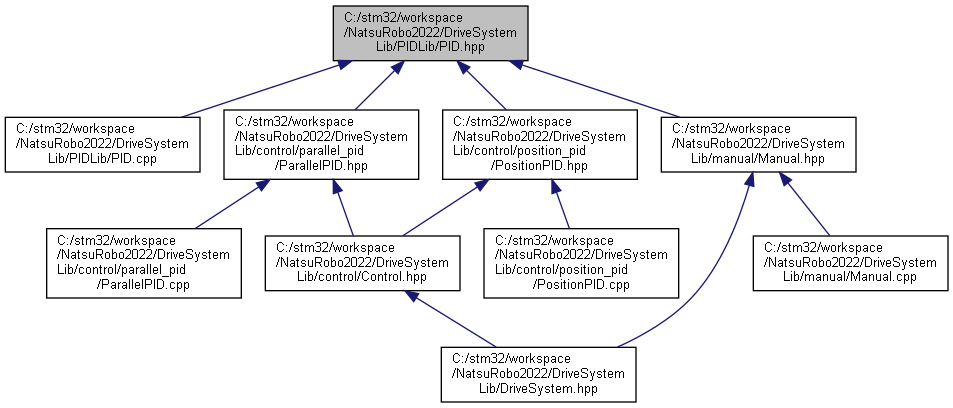 C:/stm32/workspace
/NatsuRobo2022/DriveSystem
Lib/PIDLib/PID.hpp
C:/stm32/workspace
/NatsuRobo2022/DriveSystem
Lib/PIDLib/PID.cpp
C:/stm32/workspace
/NatsuRobo2022/DriveSystem
Lib/control/parallel_pid
/ParallelPID.hpp
C:/stm32/workspace
/NatsuRobo2022/DriveSystem
Lib/control/position_pid
/PositionPID.hpp
C:/stm32/workspace
/NatsuRobo2022/DriveSystem
Lib/manual/Manual.hpp
C:/stm32/workspace
/NatsuRobo2022/DriveSystem
Lib/control/parallel_pid
/ParallelPID.cpp
C:/stm32/workspace
/NatsuRobo2022/DriveSystem
Lib/control/Control.hpp
C:/stm32/workspace
/NatsuRobo2022/DriveSystem
Lib/control/position_pid
/PositionPID.cpp
C:/stm32/workspace
/NatsuRobo2022/DriveSystem
Lib/manual/Manual.cpp
C:/stm32/workspace
/NatsuRobo2022/DriveSystem
Lib/DriveSystem.hpp